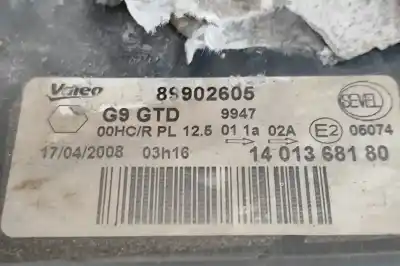 Valeo 89902605 SEVEL
G9 GTD 9947
00HC/R PL 12.5 01 1a 02A E2 05074
17/04/2008 03h16 14 013 681 80